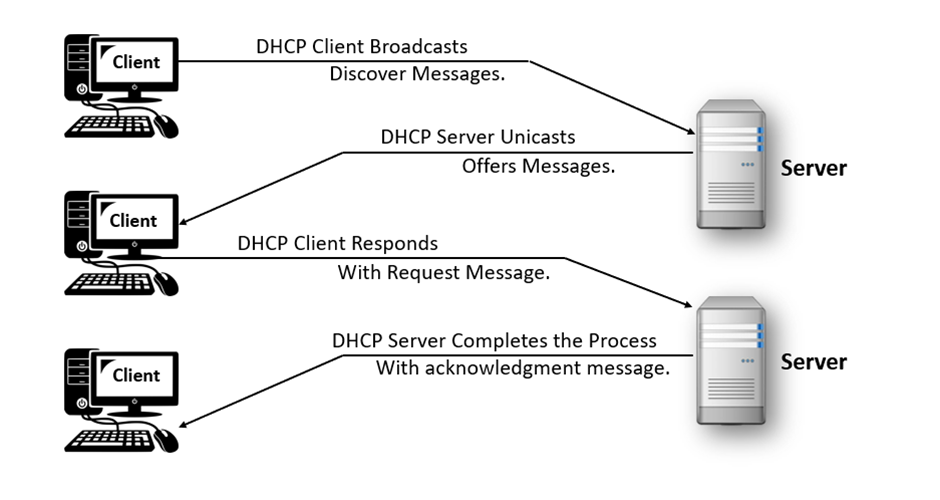 Client
DHCP Client Broadcasts
Discover Messages.
DHCP Server Unicasts
Offers Messages.
Server
Client
DHCP Client Responds
With Request Message.
DHCP Server Completes the Process
With acknowledgment message.
Server
Client